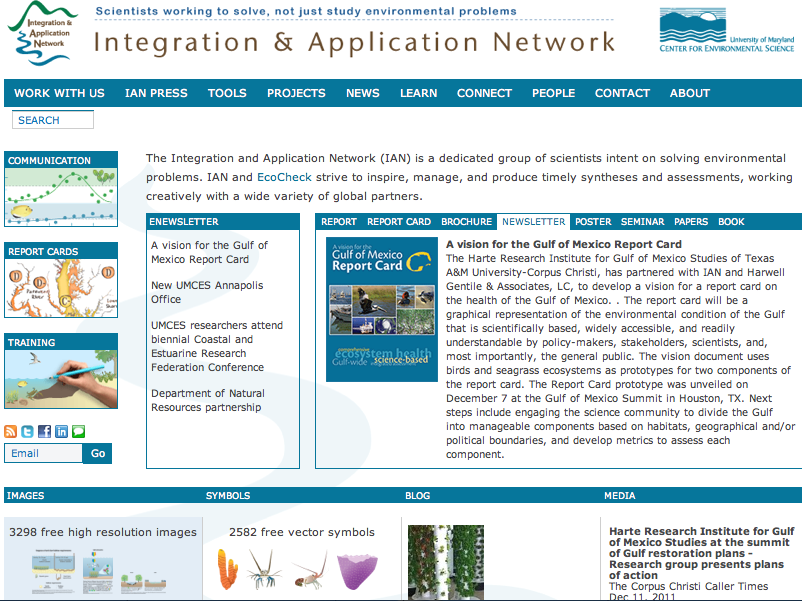 Scientists working to solve, not just study environmental problems
Integration &
Application
Network
Integration & Application Network
University of Maryland
CENTER FOR ENVIRONMENTAL SCIENCE
WORK WITH US IAN PRESS TOOLS PROJECTS NEWS LEARN CONNECT PEOPLE CONTACT ABOUT
SEARCH
COMMUNICATION
REPORT CARDS
TRAINING
Email Go
The Integration and Application Network (IAN) is a dedicated group of scientists intent on solving environmental
problems. IAN and EcoCheck strive to inspire, manage, and produce timely syntheses and assessments, working
creatively with a wide variety of global partners.
ENEWSLETTER
A vision for the Gulf of
Mexico Report Card
New UMCES Annapolis
Office
UMCES researchers attend
biennial Coastal and
Estuarine Research
Federation Conference
Department of Natural
Resources partnership
REPORT REPORT CARD BROCHURE NEWSLETTER POSTER SEMINAR PAPERS BOOK
A vision for the
Gulf of Mexico
Report Card
comprehensive
ecosystem health
Gulf-wide science-based
A vision for the Gulf of Mexico Report Card
The Harte Research Institute for Gulf of Mexico Studies of Texas
A&M University-Corpus Christi, has partnered with IAN and Harwell
Gentile & Associates, LC, to develop a vision for a report card on
the health of the Gulf of Mexico. . The report card will be a
graphical representation of the environmental condition of the Gulf
that is scientifically based, widely accessible, and readily
understandable by policy-makers, stakeholders, scientists, and,
most importantly, the general public. The vision document uses
birds and seagrass ecosystems as prototypes for two components of
the report card. The Report Card prototype was unveiled on
December 7 at the Gulf of Mexico Summit in Houston, TX. Next
steps include engaging the science community to divide the Gulf
into manageable components based on habitats, geographical and/or
political boundaries, and develop metrics to assess each
component.
IMAGES SYMBOLS BLOG MEDIA
3298 free high resolution images
2582 free vector symbols
Harte Research Institute for Gulf
of Mexico Studies at the summit
of Gulf restoration plans -
Research group presents plans
of action
The Corpus Christi Caller Times
Dec 11, 2011